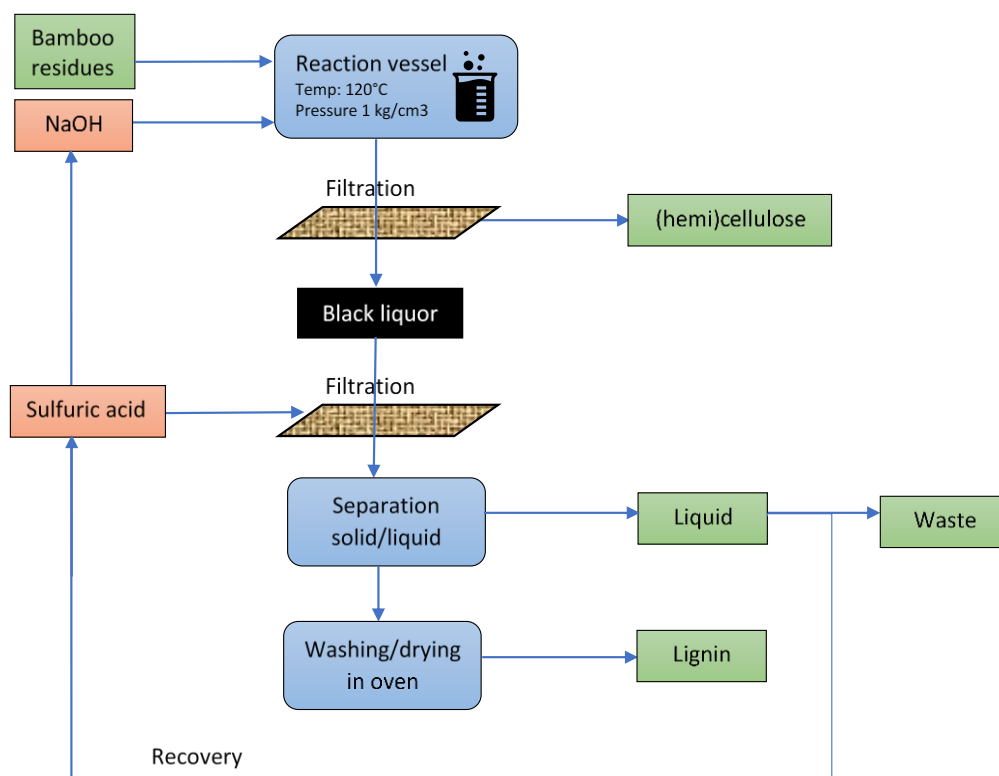 Bamboo
residues
NaOH
Reaction vessel
Temp: 120°C
Pressure 1 kg/cm3
Filtration
(hemi)cellulose
Black liquor
Filtration
Sulfuric acid
Separation
solid/liquid
Liquid
Waste
Washing/drying
in oven
Lignin
Recovery